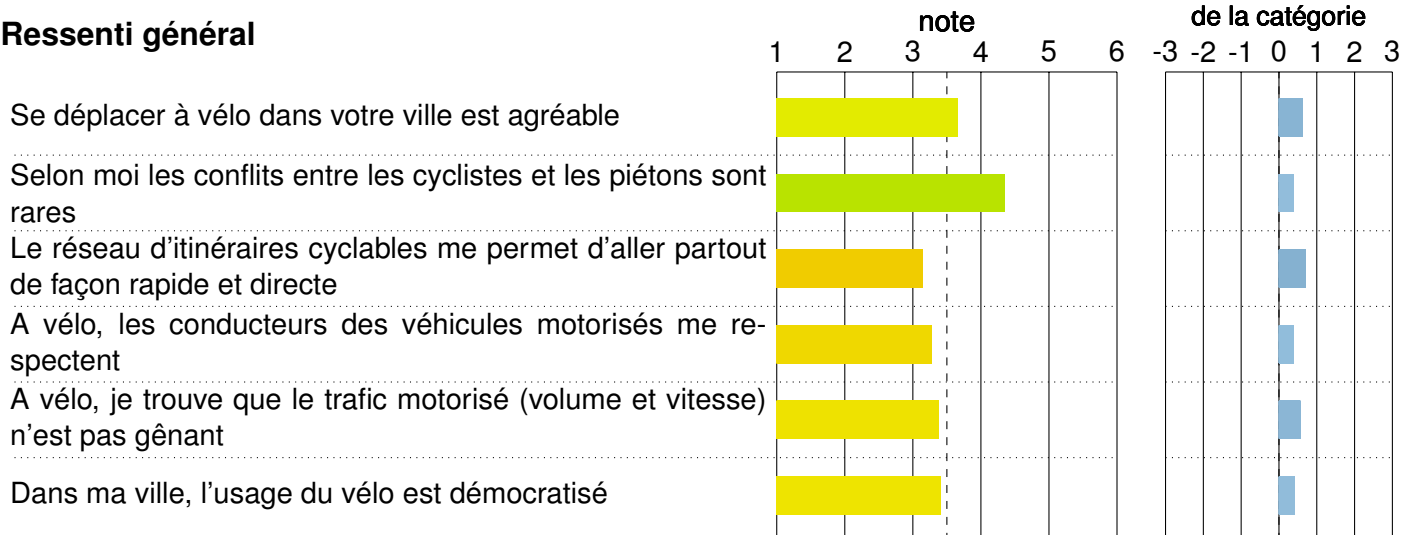 note
de la catégorie
Ressenti général
1 2 3 4 5 6
-3 -2 -1 0 1 2 3
Se déplacer à vélo dans votre ville est agréable
Selon moi les conflits entre les cyclistes et les piétons sont
rares
Le réseau d'itinéraires cyclables me permet d'aller partout
de façon rapide et directe
A vélo, les conducteurs des véhicules motorisés me re-
spectent
A vélo, je trouve que le trafic motorisé (volume et vitesse)
n'est pas gênant
Dans ma ville, l'usage du vélo est démocratisé